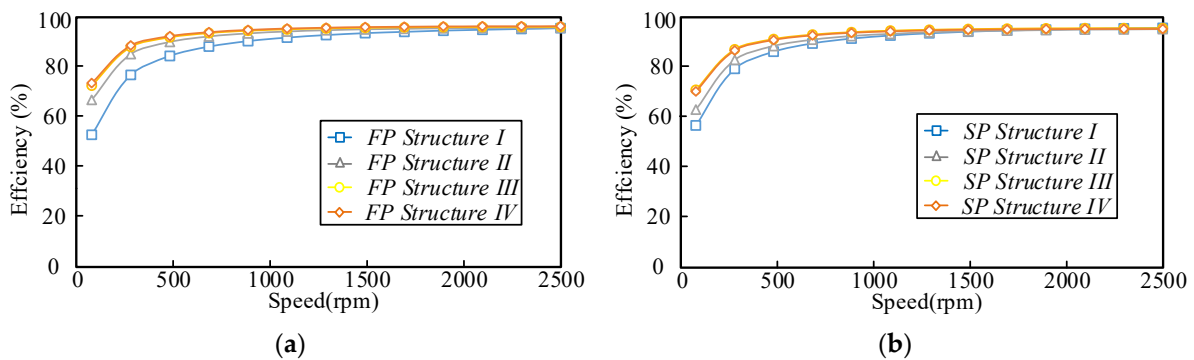 100
80
60
40
20
0
Effciency (%)
FP Structure I
FP Structure II
FP Structure III
FP Structure IV
0 500 1000 1500 2000 2500
Speed(rpm)
(a)
100
80
60
40
20
0
Effciency (%)
SP Structure I
SP Structure II
SP Structure III
SP Structure IV
0 500 1000 1500 2000 2500
Speed(rpm)
(b)